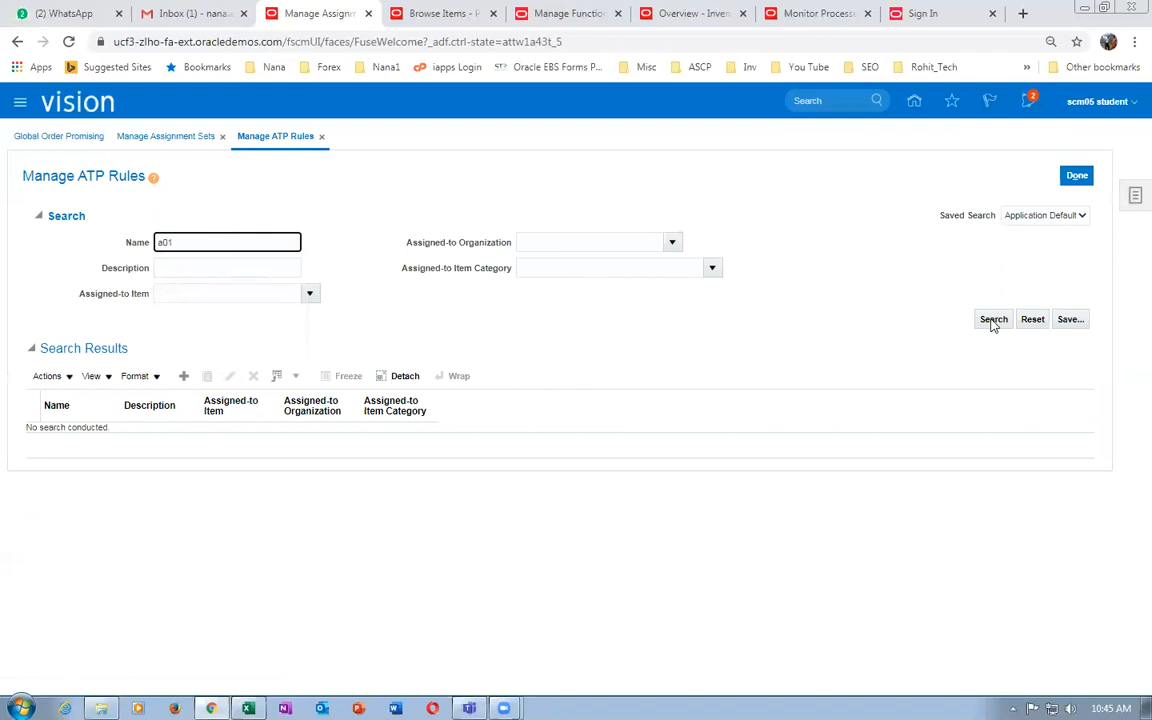 (2) WhatsApp
Inbox (1) - nana
Manage Assignm
Browse Items - P
Manage Functio
Overview - Inven
Monitor Processe
Sign In
ucf3-zlho-fa-ext.oracledemos.com/fscmUI/faces/FuseWelcome?_adf.ctrl-state=attw1a43t_5
Apps
Suggested Sites
Bookmarks
Nana
Forex
Nana1
iapps Login
Oracle EBS Forms P...
Misc
ASCP
Inv
You Tube
SEO
Rohit_Tech
»
Other bookmarks
vision
Search
2
scm05 student
Global Order Promising
Manage Assignment Sets
Manage ATP Rules
Manage ATP Rules
Done
Search
Saved Search Application Default
Name a01
Assigned-to Organization
Description
Assigned-to Item Category
Assigned-to Item
Search
Reset
Save...
Search Results
Actions
View
Format
Freeze
Detach
Wrap
Name
Description
Assigned-to Item
Assigned-to Organization
Assigned-to Item Category
No search conducted.
10:45 AM